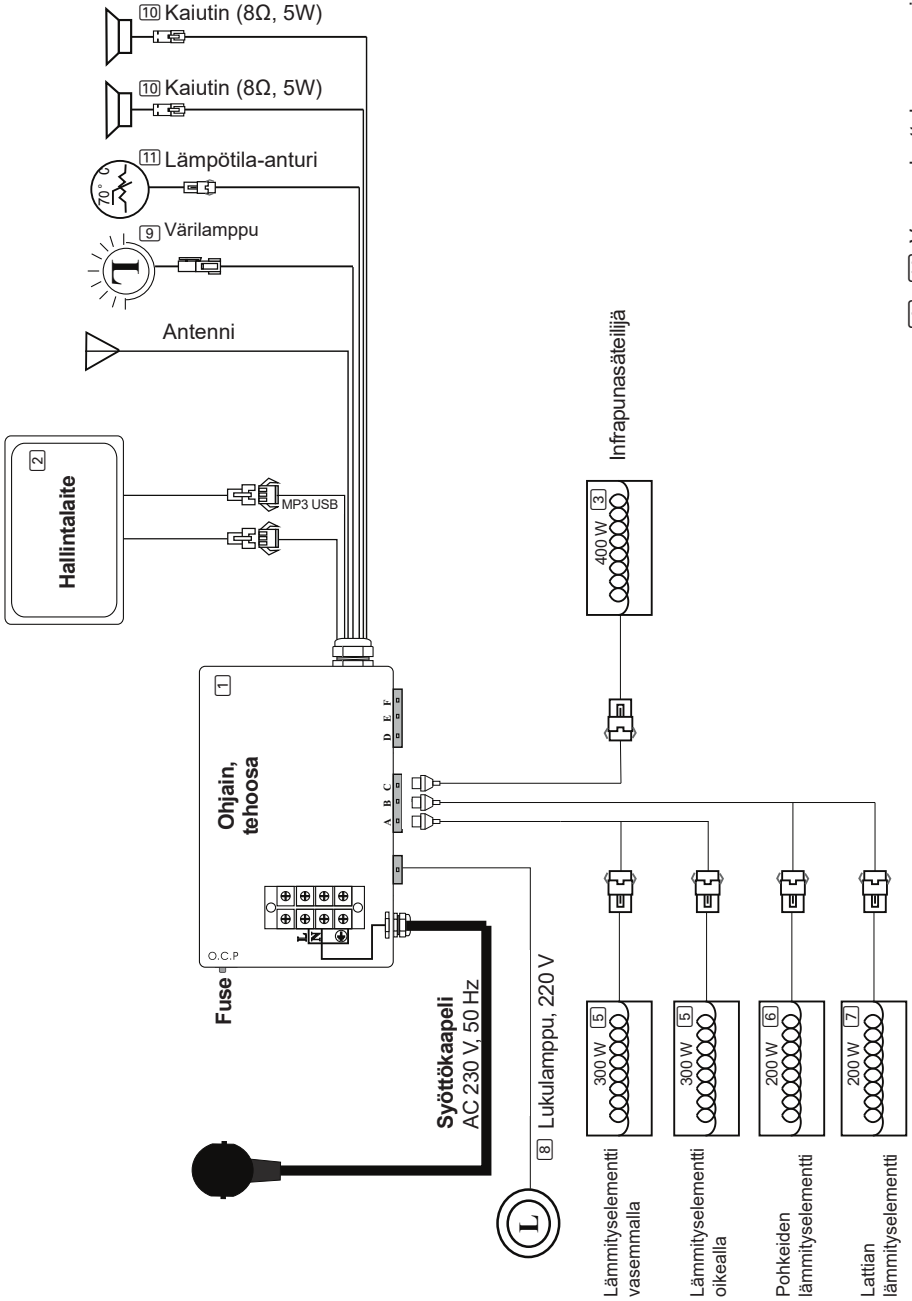 10 Kaiutin (8Ω, 5W)
10 Kaiutin (8Ω, 5W)
11 Lämpötila-anturi
70° C
9 Värilamppu
L
Antenni
2
Hallintalaite
MP3 USB
1
Ohjain,
tehoosa
A B C
D E F
L
N
O.C.P
Fuse
Syöttökaapeli
AC 230 V, 50 Hz
8 Lukulamppu, 220 V
L
3
400 W
Infrapunasäteilijä
5
300 W
Lämmityselementti
vasemmalla
5
300 W
Lämmityselementti
oikealla
6
200 W
Pohkeiden
lämmityselementti
7
200 W
Lattian
lämmityselementti